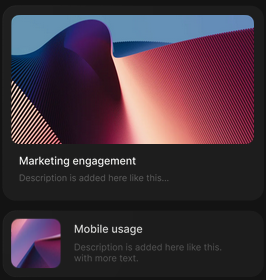 Marketing engagement
Description is added here like this...
Mobile usage
Description is added here like this.
with more text.